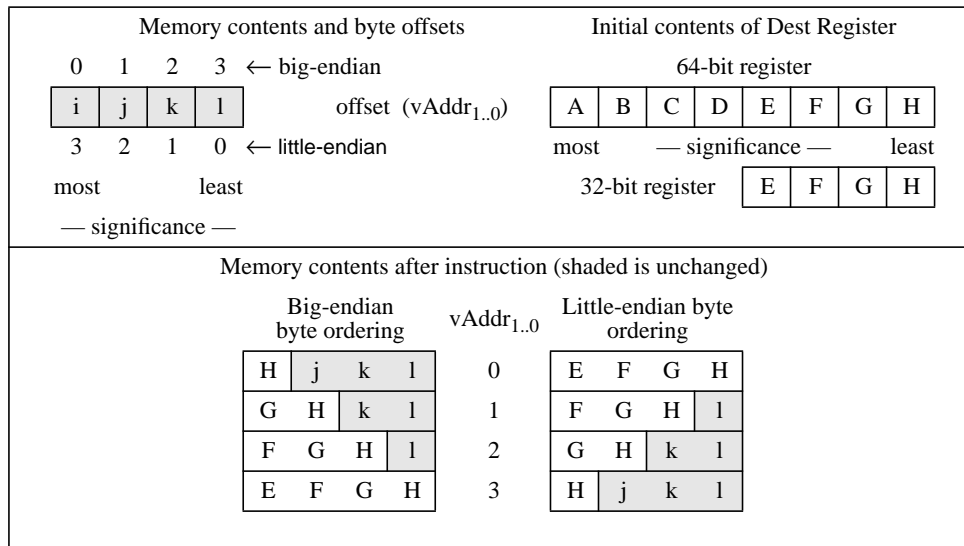 Memory contents and byte offsets
Initial contents of Dest Register
0 1 2 3 ← big-endian
64-bit register
i j k l
offset (vAddr1..0)
A B C D E F G H
3 2 1 0 ← little-endian
most — significance — least
most least
32-bit register E F G H
— significance —
Memory contents after instruction (shaded is unchanged)
Big-endian
byte ordering
vAddr1..0
Little-endian byte
ordering
H j k l 0 E F G H
G H k l 1 F G H l
F G H l 2 G H k l
E F G H 3 H j k l